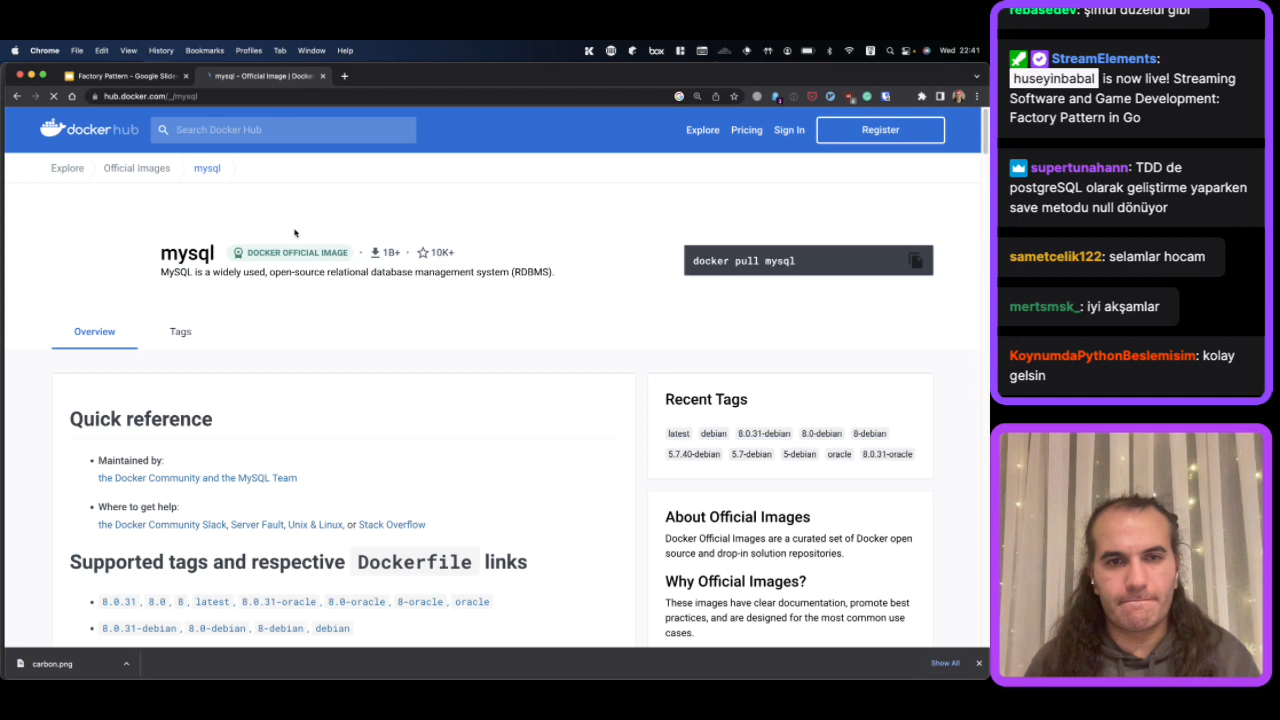 Chrome File Edit View History Bookmarks Profiles Tab Window Help
box
Wed 22:41
Factory Pattern - Google Slide
mysql - Official Image | Docker
hub.docker.com/_/mysql
dockerhub
Search Docker Hub
Explore
Pricing
Sign In
Register
Explore
Official Images
mysql
mysql
DOCKER OFFICIAL IMAGE
1B+
10K+
MySQL is a widely used, open-source relational database management system (RDBMS).
docker pull mysql
Overview
Tags
Quick reference
• Maintained by:
the Docker Community and the MySQL Team
• Where to get help:
the Docker Community Slack, Server Fault, Unix & Linux, or Stack Overflow
Supported tags and respective Dockerfile links
• 8.0.31, 8.0, 8, latest, 8.0.31-oracle, 8.0-oracle, 8-oracle, oracle
• 8.0.31-debian, 8.0-debian, 8-debian, debian
Recent Tags
latest debian 8.0.31-debian 8.0-debian 8-debian
5.7.40-debian 5.7-debian 5-debian oracle 8.0.31-oracle
About Official Images
Docker Official Images are a curated set of Docker open
source and drop-in solution repositories.
Why Official Images?
These images have clear documentation, promote best
practices, and are designed for the most common use
cases.
carbon.png
Show All
rebasedev: şimdi düzeldi gibi
StreamElements:
huseyinbabal is now live! Streaming
Software and Game Development:
Factory Pattern in Go
supertunahann: TDD de
postgreSQL olarak geliştirme yaparken
save metodu null dönüyor
sametcelik122: selamlar hocam
mertsmsk_: iyi akşamlar
KoynumdaPythonBeslemisim: kolay
gelsin